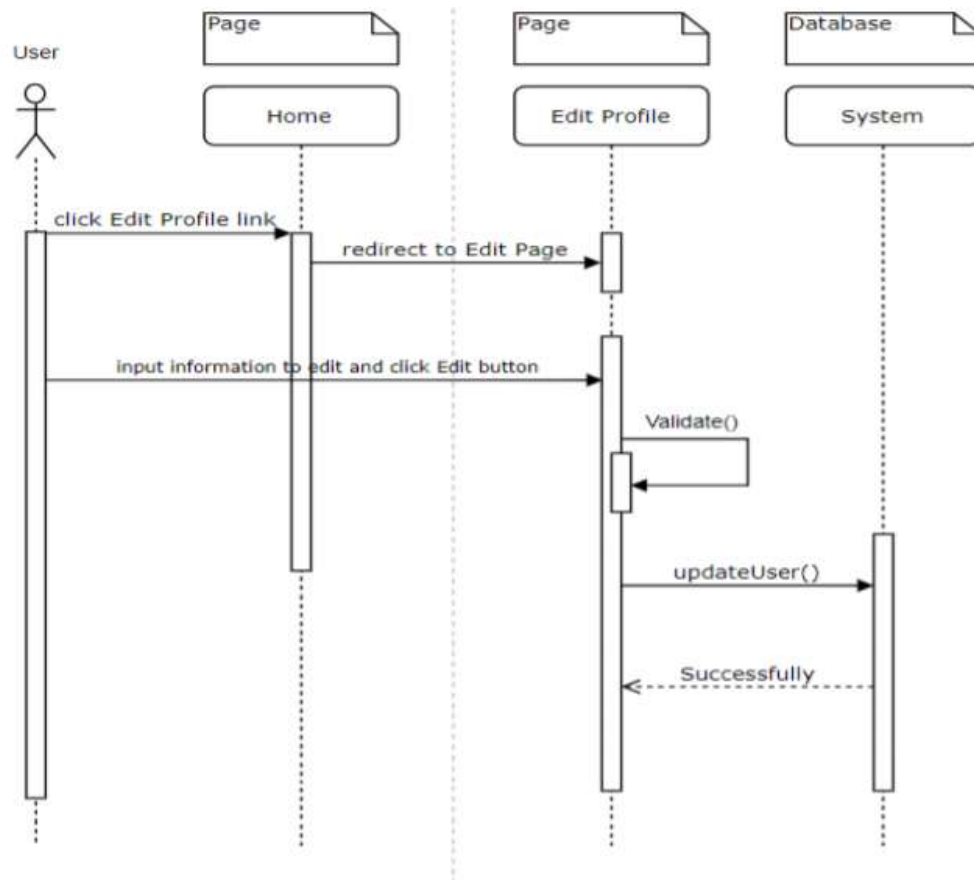 Page
Page
Database
User
Home
Edit Profile
System
click Edit Profile link
redirect to Edit Page
input information to edit and click Edit button
Validate()
updateUser()
Successfully